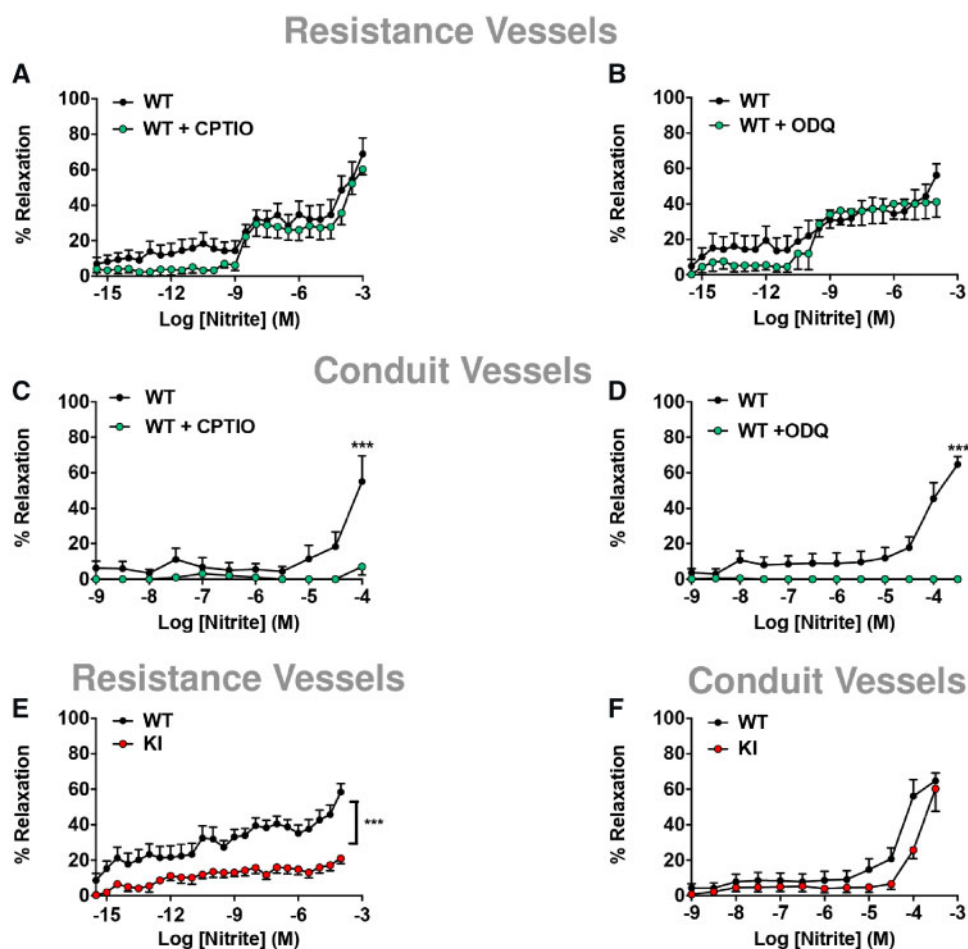 Resistance Vessels
A
WT
WT + CPTIO
100
80
60
40
20
0
% Relaxation
-15 -12 -9 -6 -3
Log [Nitrite] (M)
B
WT
WT + ODQ
100
80
60
40
20
0
% Relaxation
-15 -12 -9 -6 -3
Log [Nitrite] (M)
Conduit Vessels
C
WT
WT + CPTIO
***
100
80
60
40
20
0
% Relaxation
-9 -8 -7 -6 -5 -4
Log [Nitrite] (M)
D
WT
WT +ODQ
***
100
80
60
40
20
0
% Relaxation
-9 -8 -7 -6 -5 -4
Log [Nitrite] (M)
Resistance Vessels
E
WT
KI
***
100
80
60
40
20
0
% Relaxation
-15 -12 -9 -6 -3
Log [Nitrite] (M)
Conduit Vessels
F
WT
KI
100
80
60
40
20
0
% Relaxation
-9 -8 -7 -6 -5 -4 -3
Log [Nitrite] (M)